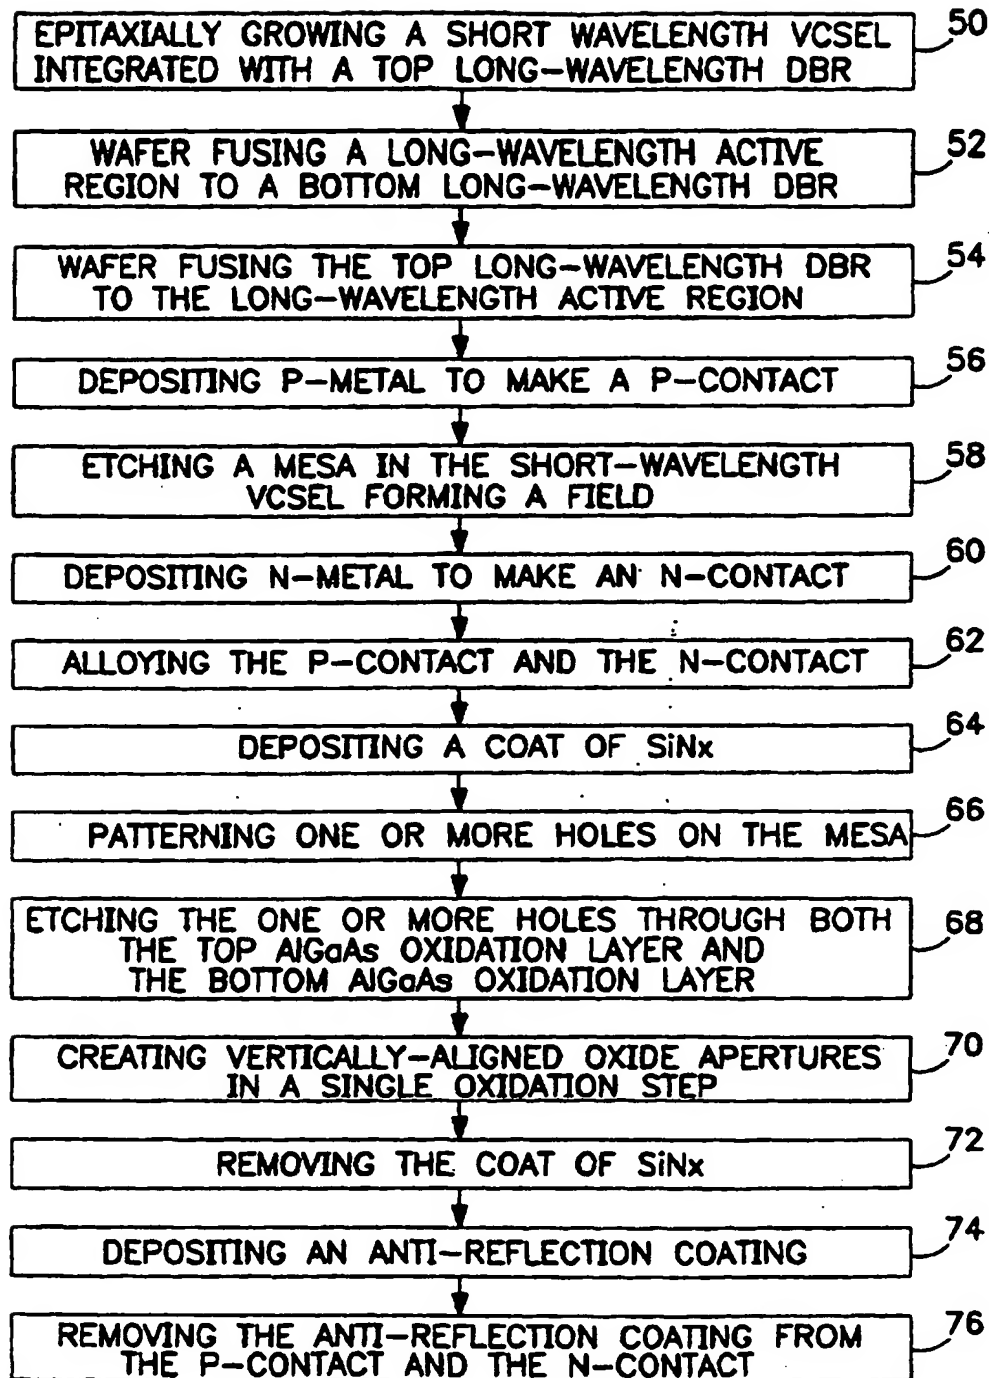 50
EPITAXIALLY GROWING A SHORT WAVELENGTH VCSEL
INTEGRATED WITH A TOP LONG-WAVELENGTH DBR
52
WAFER FUSING A LONG-WAVELENGTH ACTIVE
REGION TO A BOTTOM LONG-WAVELENGTH DBR
54
WAFER FUSING THE TOP LONG-WAVELENGTH DBR
TO THE LONG-WAVELENGTH ACTIVE REGION
56
DEPOSITING P-METAL TO MAKE A P-CONTACT
58
ETCHING A MESA IN THE SHORT-WAVELENGTH
VCSEL FORMING A FIELD
60
DEPOSITING N-METAL TO MAKE AN N-CONTACT
62
ALLOYING THE P-CONTACT AND THE N-CONTACT
64
DEPOSITING A COAT OF SiNx
66
PATTERNING ONE OR MORE HOLES ON THE MESA
68
ETCHING THE ONE OR MORE HOLES THROUGH BOTH
THE TOP AlGaAs OXIDATION LAYER AND
THE BOTTOM AlGaAs OXIDATION LAYER
70
CREATING VERTICALLY-ALIGNED OXIDE APERTURES
IN A SINGLE OXIDATION STEP
72
REMOVING THE COAT OF SiNx
74
DEPOSITING AN ANTI-REFLECTION COATING
76
REMOVING THE ANTI-REFLECTION COATING FROM
THE P-CONTACT AND THE N-CONTACT